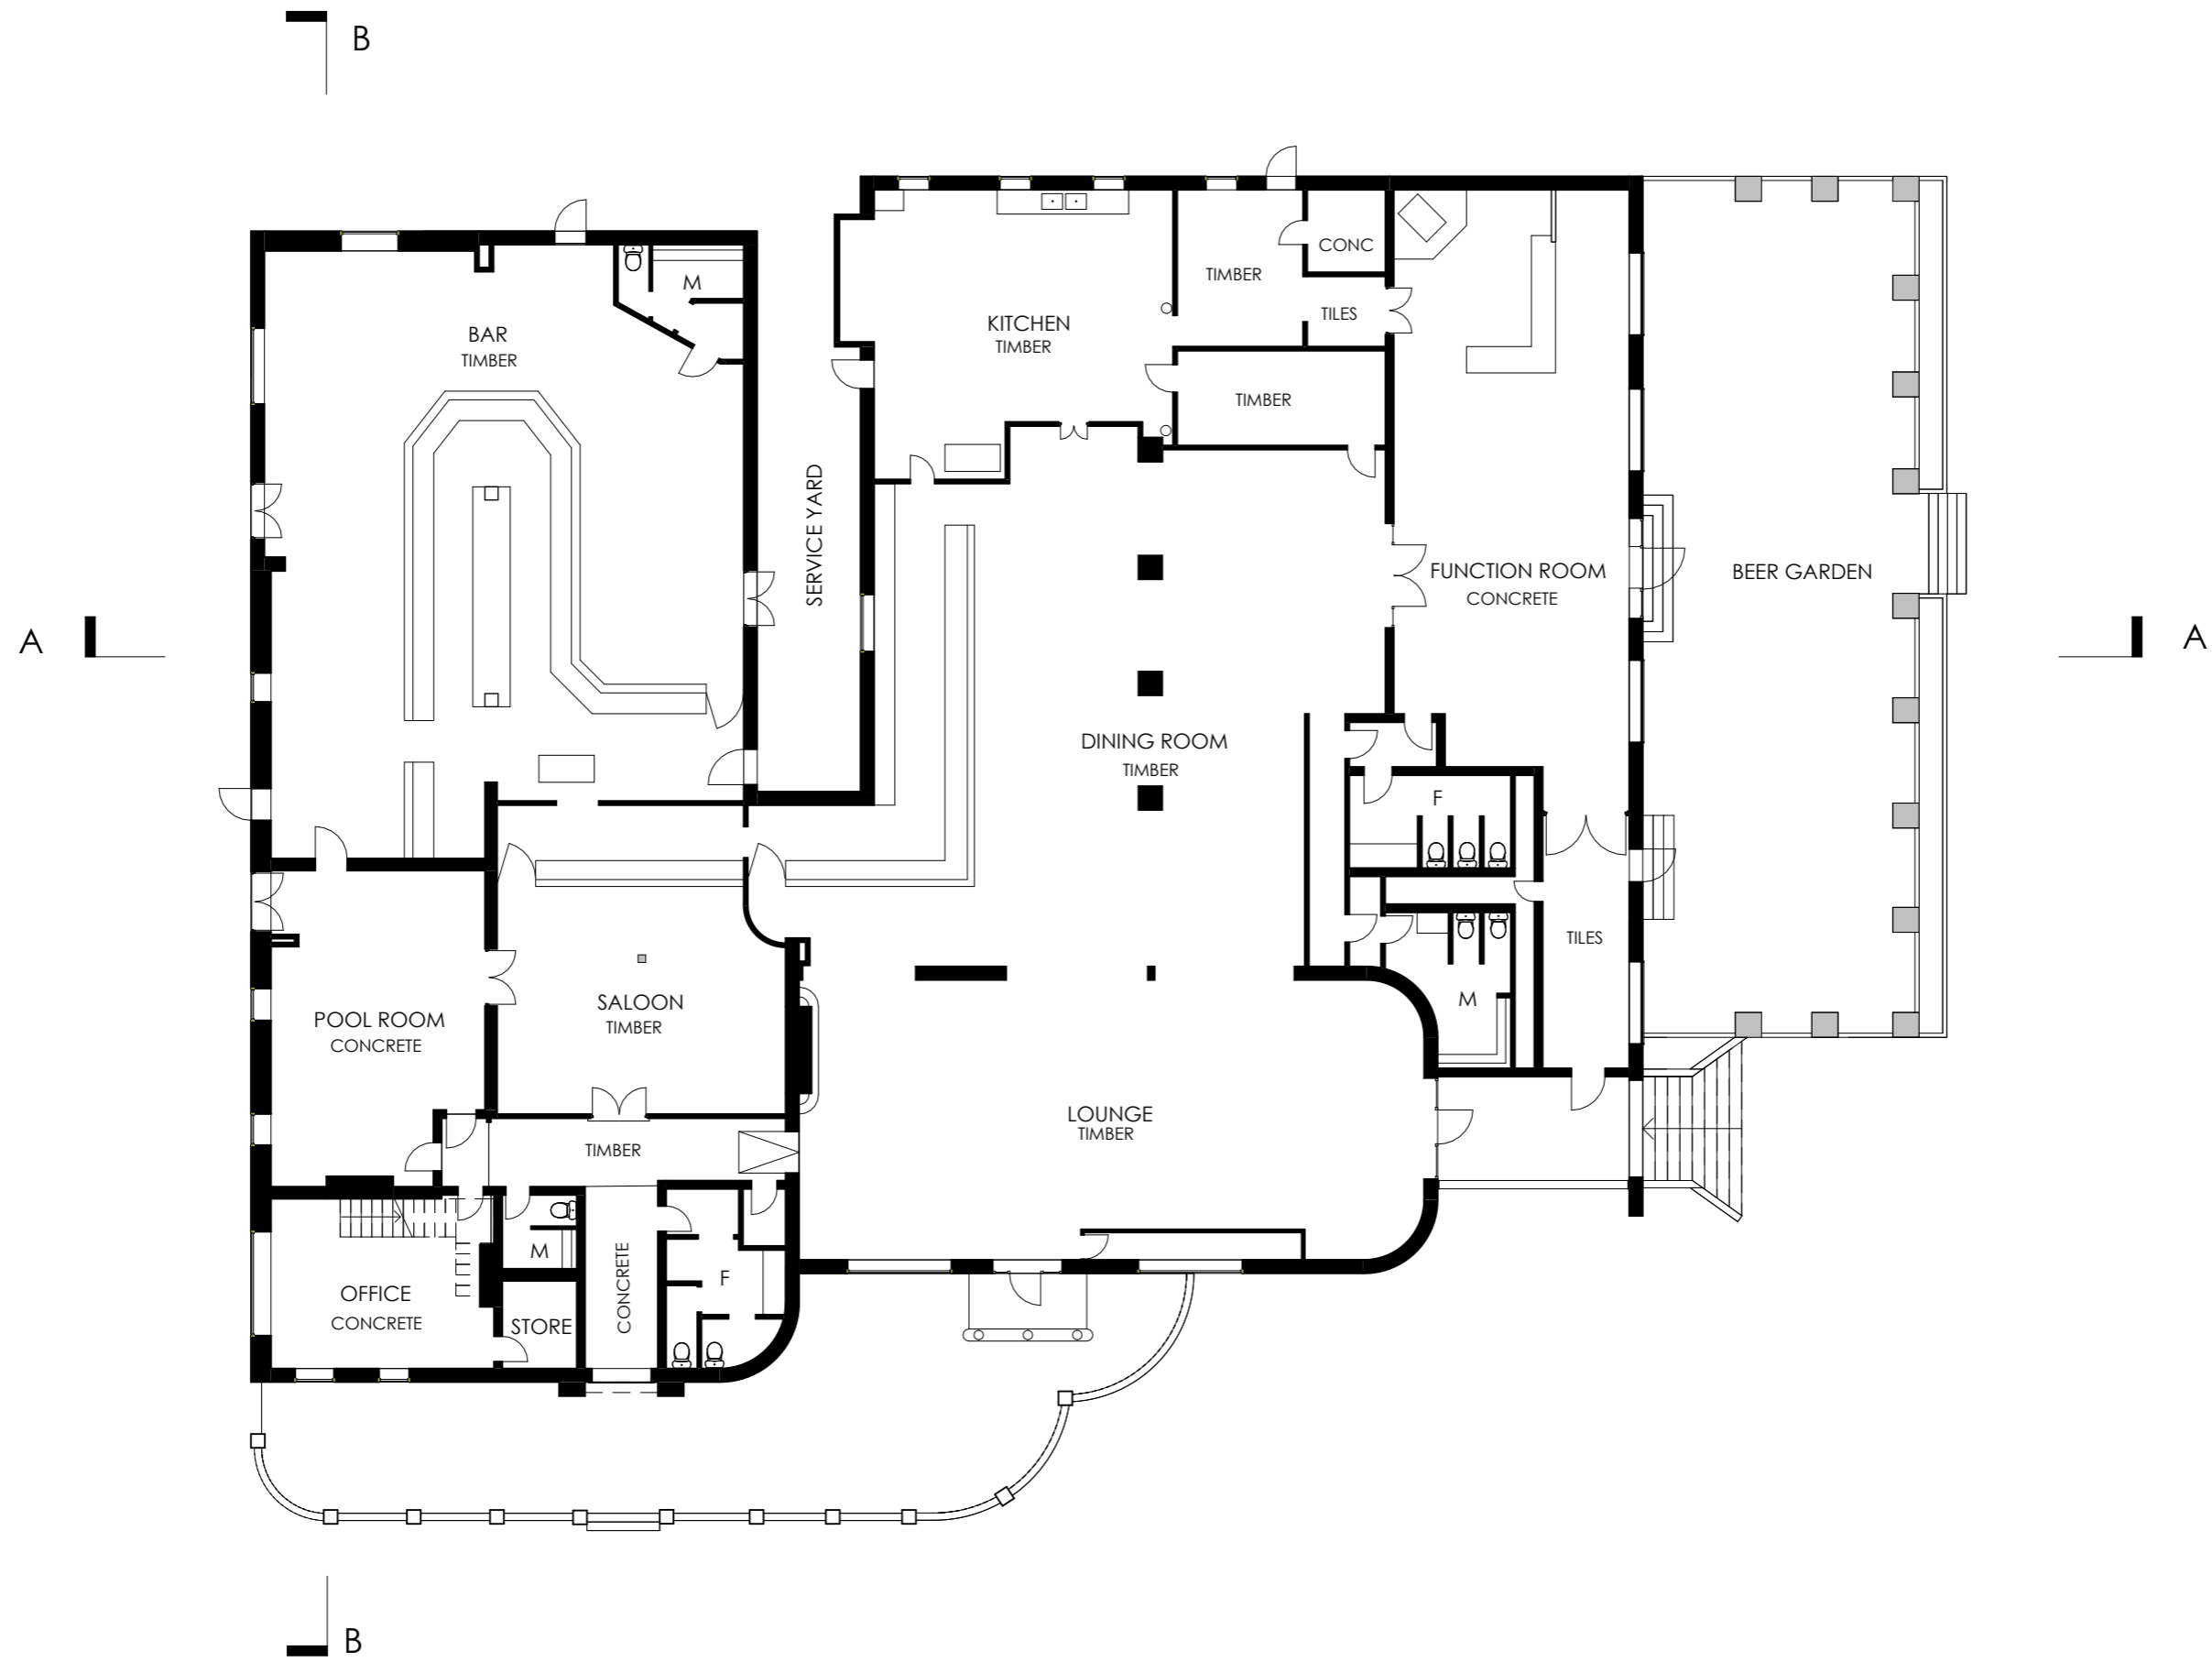 B
M
CONC
TIMBER
TILES
KITCHEN
TIMBER
BAR
TIMBER
TIMBER
SERVICE YARD
FUNCTION ROOM
CONCRETE
BEER GARDEN
A
A
DINING ROOM
TIMBER
F
TILES
M
SALOON
TIMBER
POOL ROOM
CONCRETE
LOUNGE
TIMBER
TIMBER
M
F
CONCRETE
OFFICE
CONCRETE
STORE
B